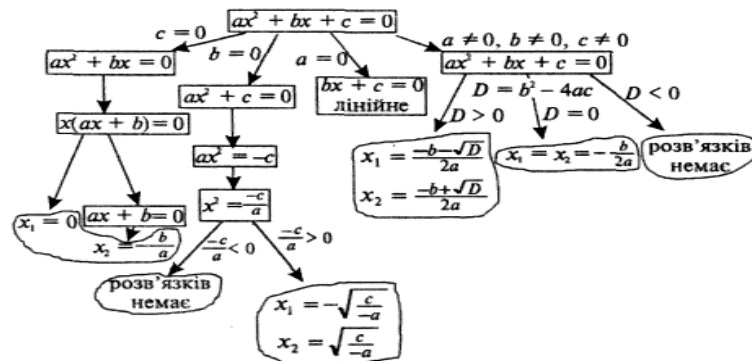 ax² + bx + c = 0
c = 0
b = 0
a = 0
a ≠ 0, b ≠ 0, c ≠ 0
ax² + bx = 0
ax² + c = 0
bx + c = 0
лінійне
ax² + bx + c = 0
D = b² − 4ac
D > 0
D = 0
D < 0
x(ax + b) = 0
ax² = −c
x₁ = 0
ax + b = 0
x₂ = −b/a
x² = −c/a
−c/a < 0
−c/a > 0
розв’язків
немає
x₁ = −√(c/−a)
x₂ = √(c/−a)
x₁ = (−b−√D)/2a
x₂ = (−b+√D)/2a
x₁ = x₂ = −b/2a
розв’язків
немає